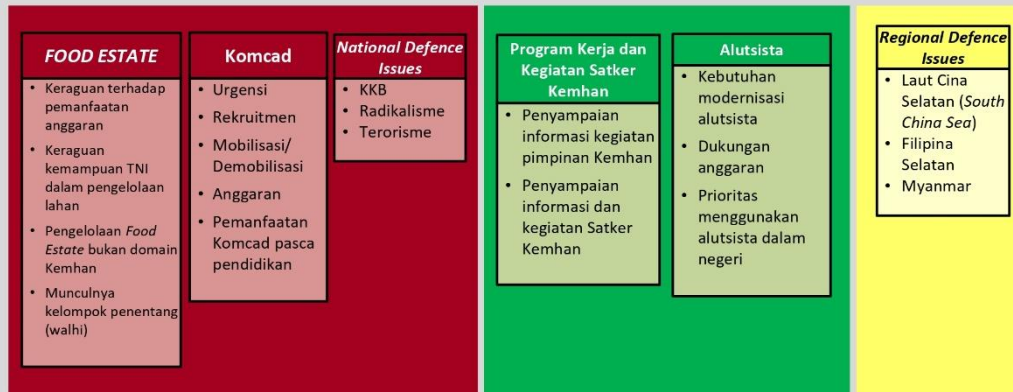 FOOD ESTATE
• Keraguan terhadap
pemanfaatan
anggaran
• Keraguan
kemampuan TNI
dalam pengelolaan
lahan
• Pengelolaan Food
Estate bukan domain
Kemhan
• Munculnya
kelompok penentang
(walhi)
Komcad
• Urgensi
• Rekruitmen
• Mobilisasi/
Demobilisasi
• Anggaran
• Pemanfaatan
Komcad pasca
pendidikan
National Defence
Issues
• KKB
• Radikalisme
• Terorisme
Program Kerja dan
Kegiatan Satker
Kemhan
• Penyampaian
informasi kegiatan
pimpinan Kemhan
• Penyampaian
informasi dan
kegiatan Satker
Kemhan
Alutsista
• Kebutuhan
modernisasi
alutsista
• Dukungan
anggaran
• Prioritas
menggunakan
alutsista dalam
negeri
Regional Defence
Issues
• Laut Cina
Selatan (South
China Sea)
• Filipina
Selatan
• Myanmar